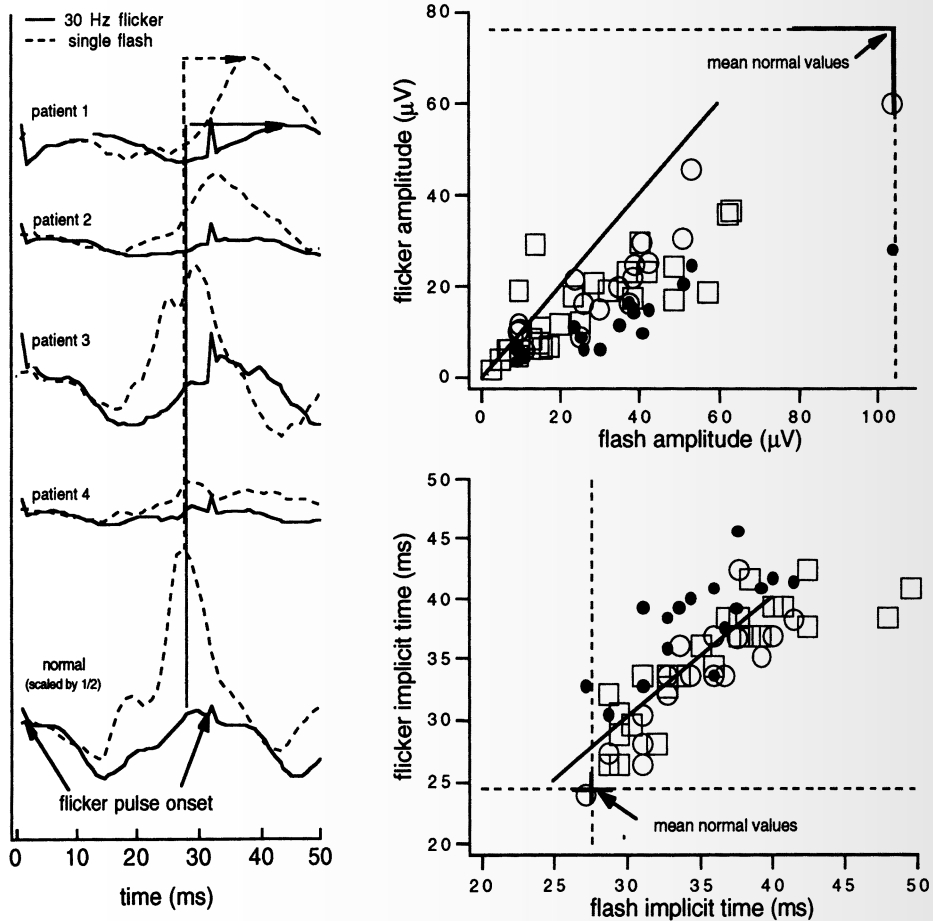 30 Hz flicker
single flash
patient 1
patient 2
patient 3
patient 4
normal
(scaled by 1/2)
flicker pulse onset
0 10 20 30 40 50
time (ms)
80
60
40
20
0
flicker amplitude (μV)
mean normal values
0 20 40 60 80 100
flash amplitude (μV)
50
45
40
35
30
25
20
flicker implicit time (ms)
mean normal values
20 25 30 35 40 45 50
flash implicit time (ms)